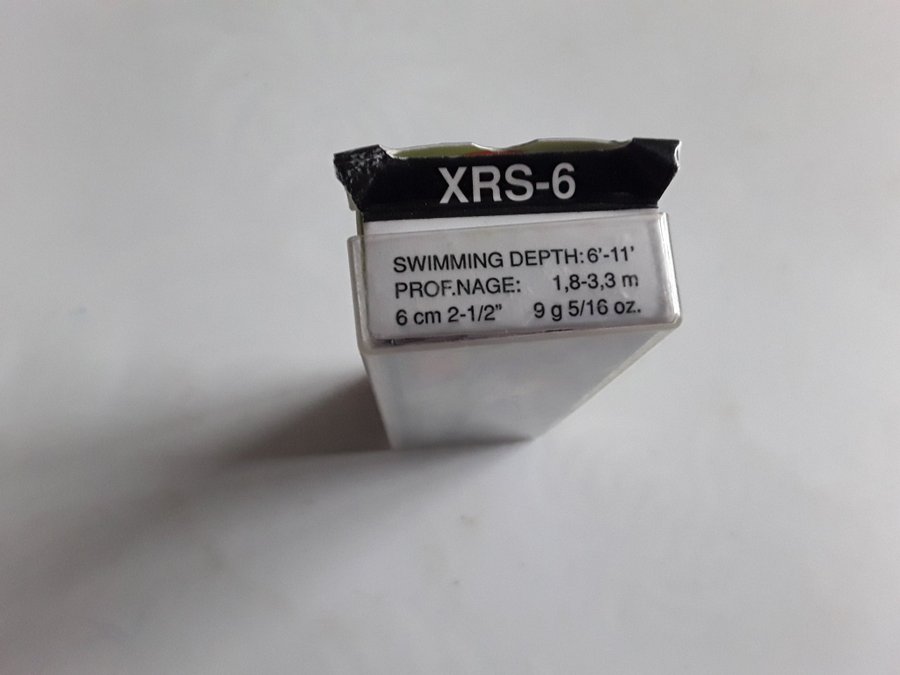 XRS-6
SWIMMING DEPTH: 6'-11'
PROF.NAGE: 1,8-3,3 m
6 cm 2-1/2" 9 g 5/16 oz.